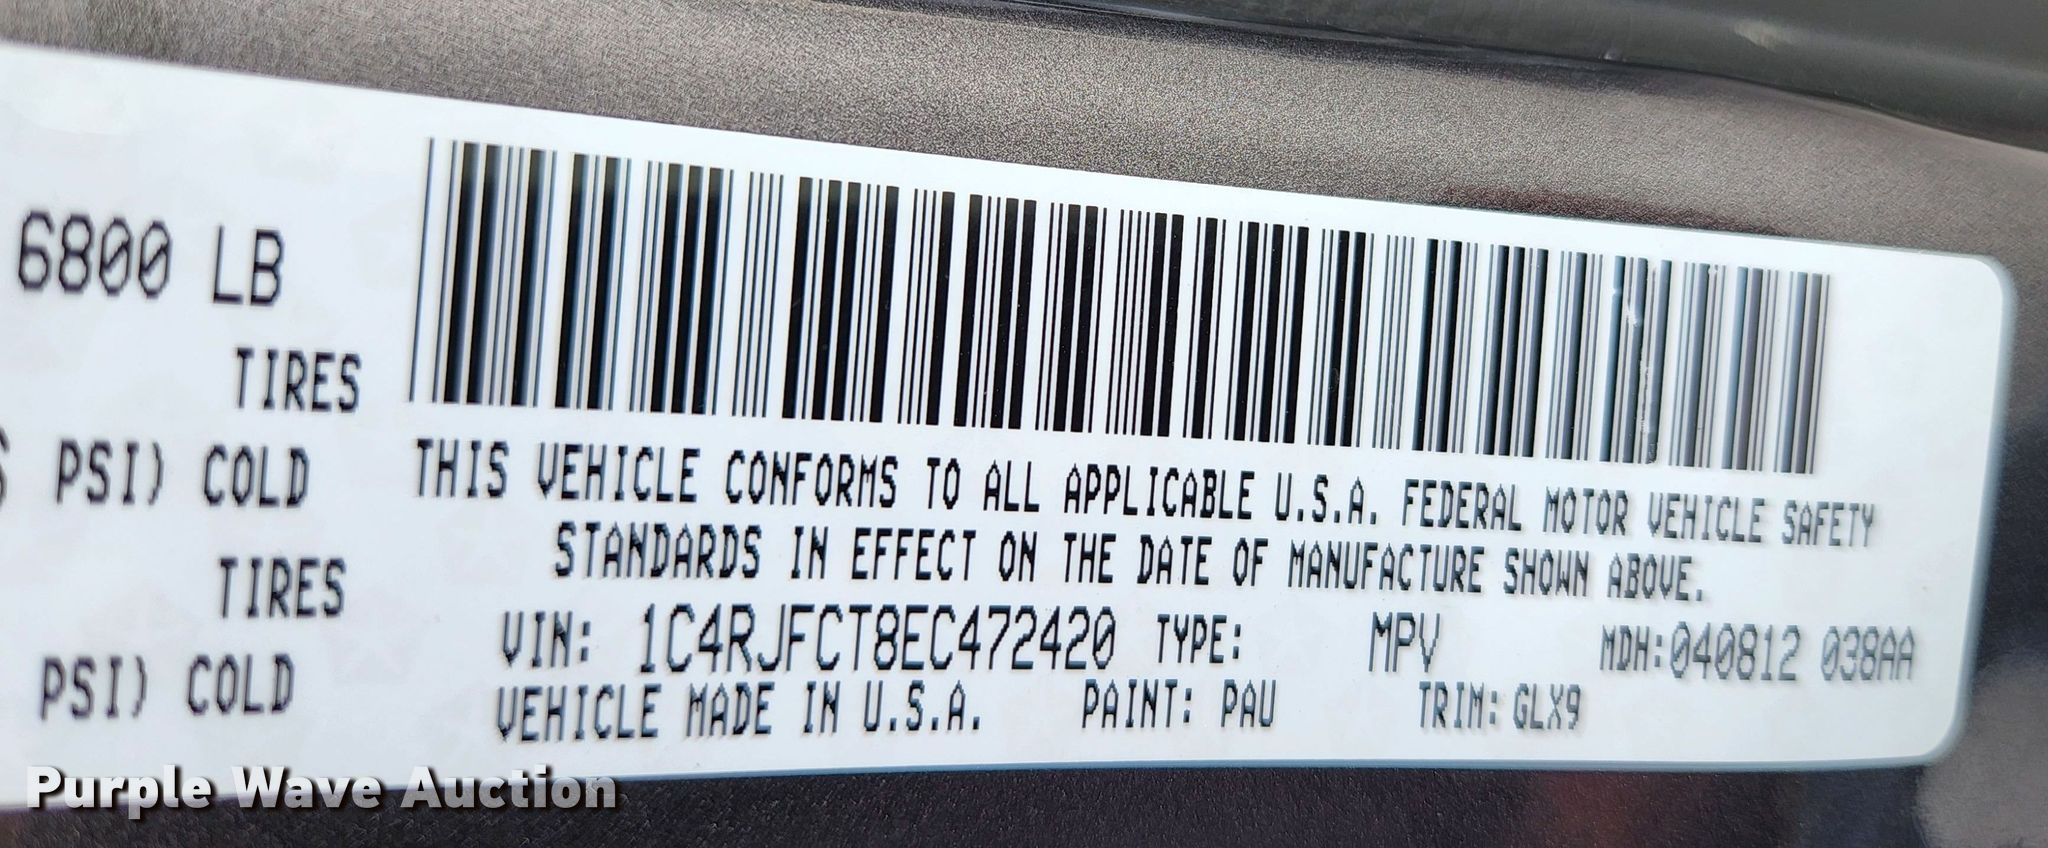 6800 LB
TIRES
PSI) COLD
TIRES
PSI) COLD
THIS VEHICLE CONFORMS TO ALL APPLICABLE U.S.A. FEDERAL MOTOR VEHICLE SAFETY
STANDARDS IN EFFECT ON THE DATE OF MANUFACTURE SHOWN ABOVE.
VIN: 1C4RJFCT8EC472420 TYPE: MPV MDH:040812 038AA
VEHICLE MADE IN U.S.A. PAINT: PAU TRIM: GLX9
Purple Wave Auction